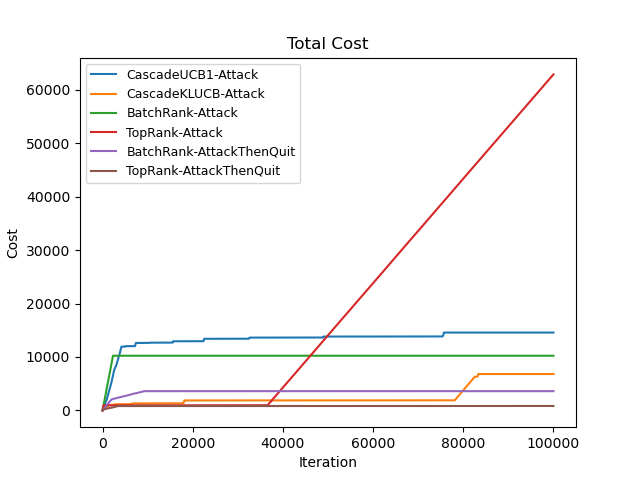 Total Cost
CascadeUCB1-Attack
CascadeKLUCB-Attack
BatchRank-Attack
TopRank-Attack
BatchRank-AttackThenQuit
TopRank-AttackThenQuit
Cost
60000
50000
40000
30000
20000
10000
0
0 20000 40000 60000 80000 100000
Iteration